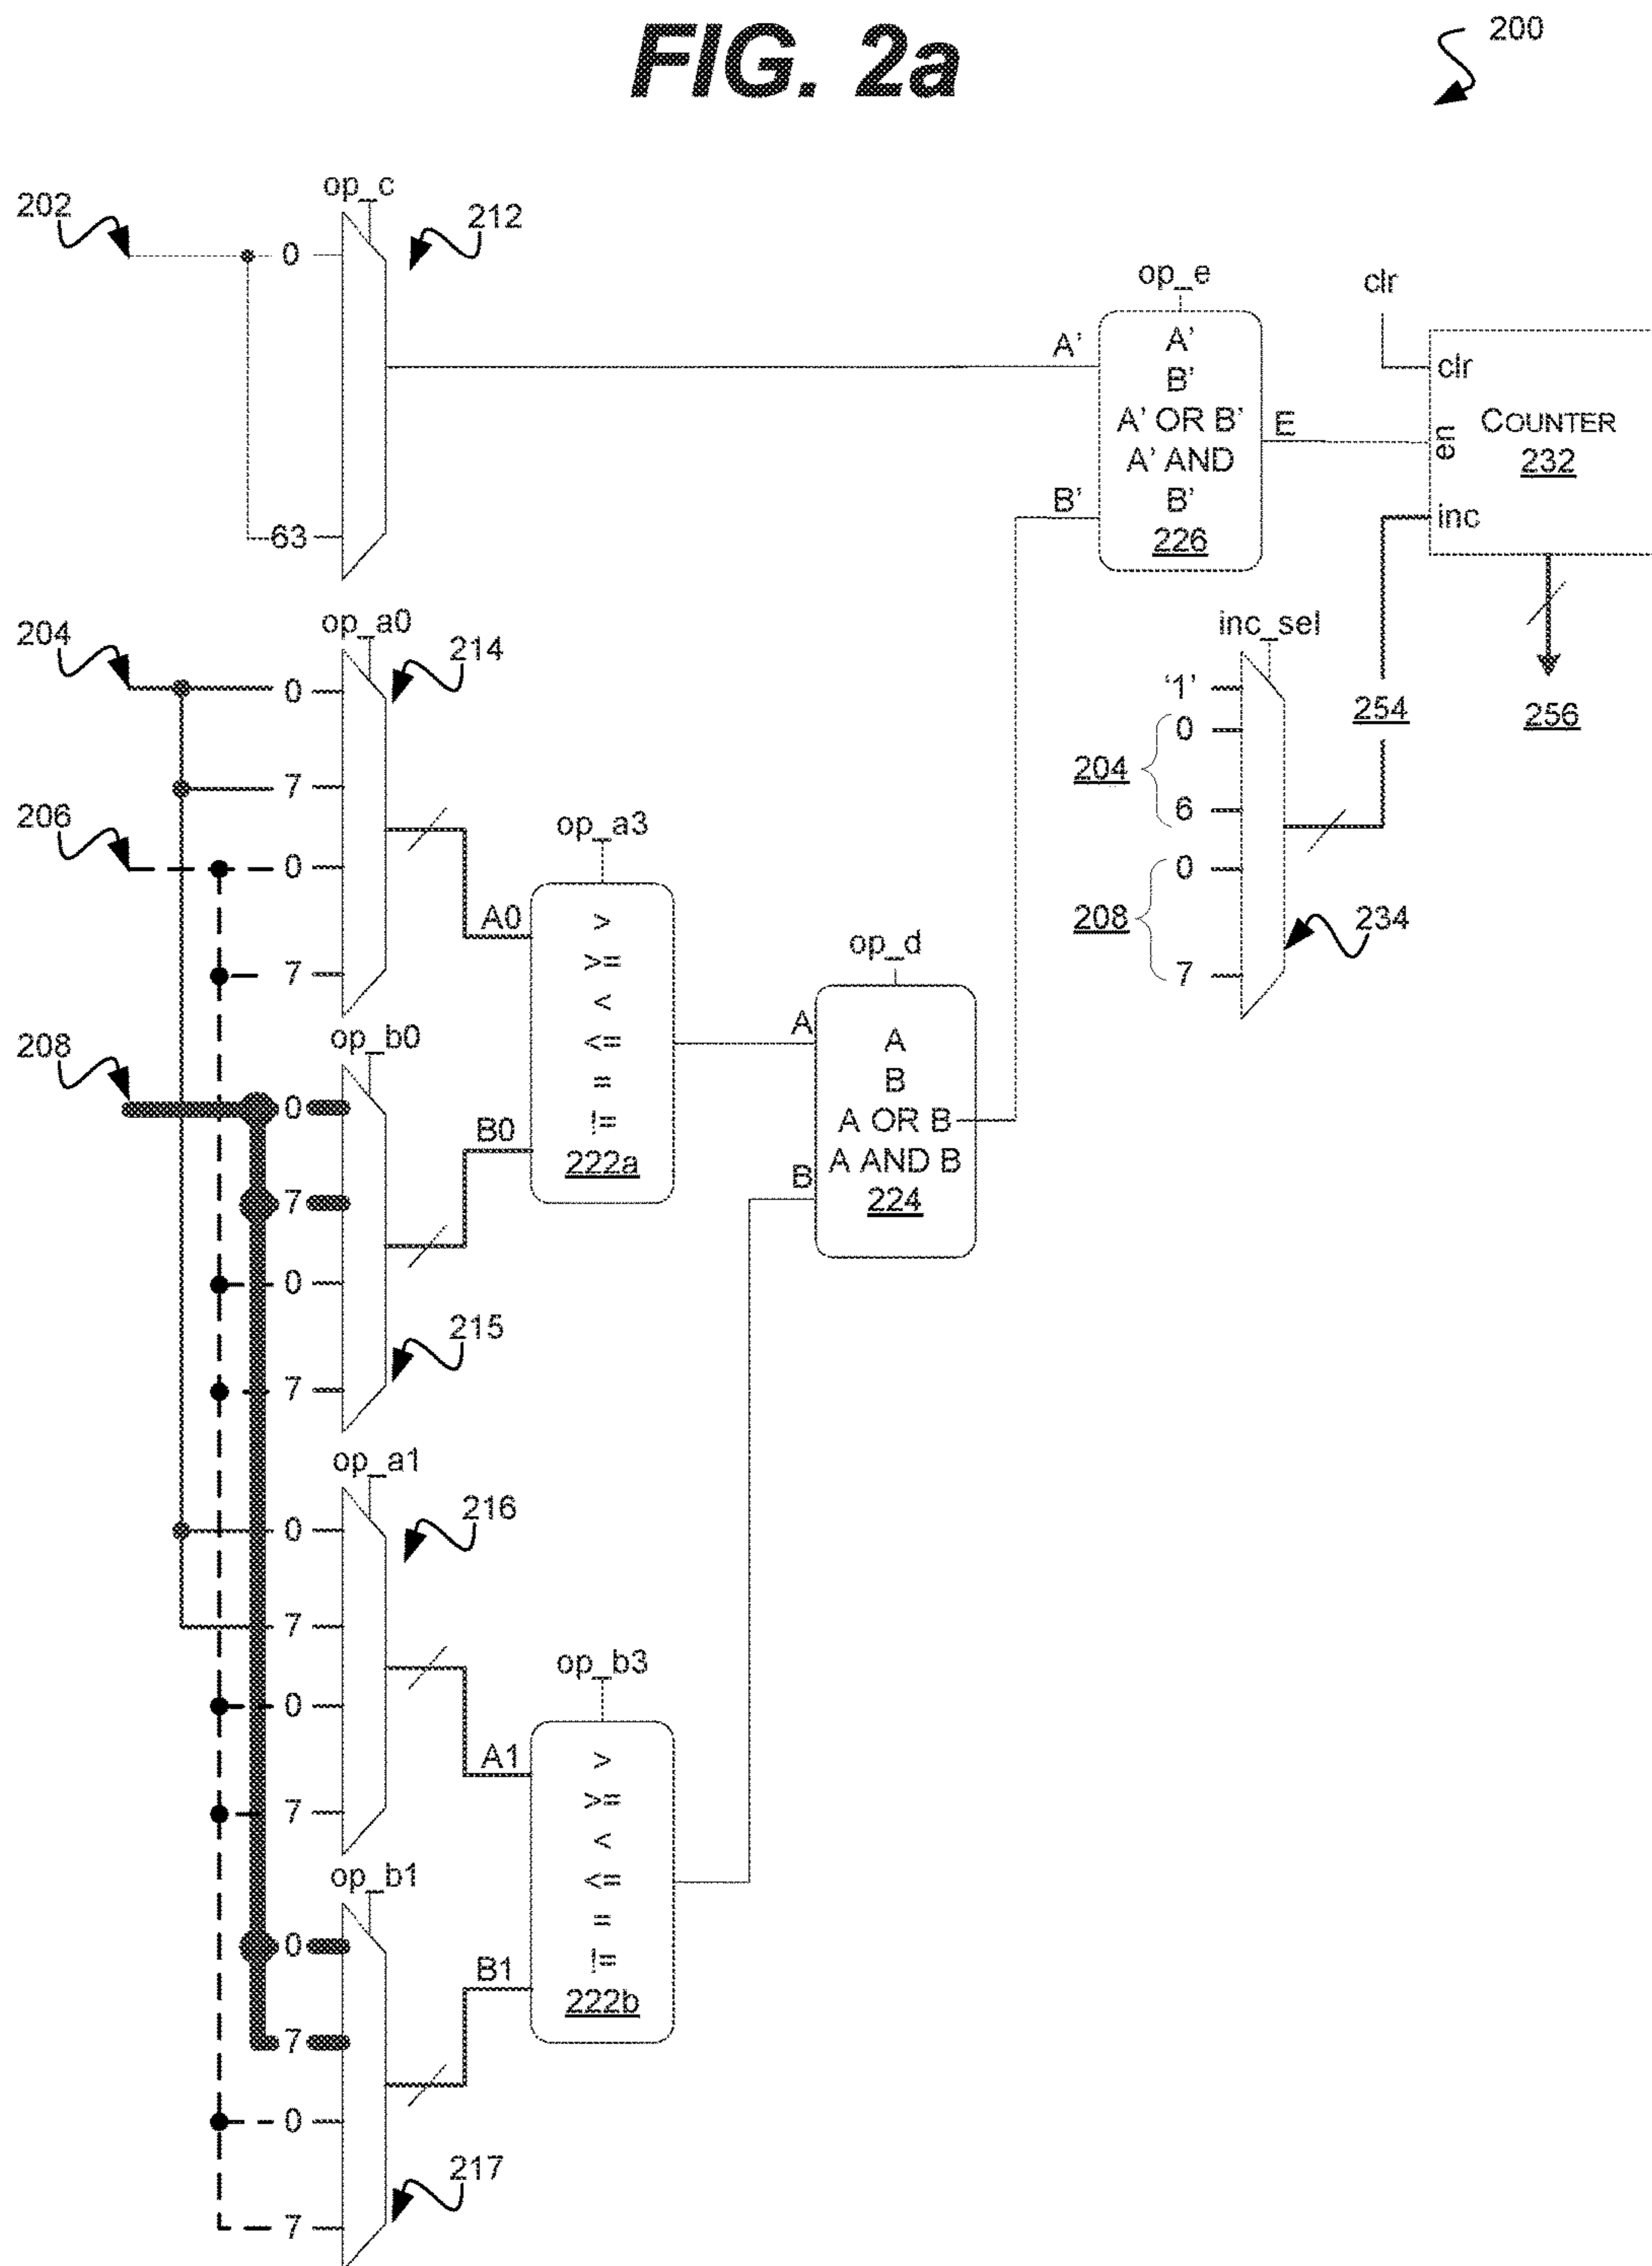 FIG. 2a
200
op_c
202
212
0
63
op_e
A'
B'
A'
B'
A' OR B'
A' AND
B'
226
E
clr
clr
en
inc
COUNTER
232
254
256
inc_sel
'1'
0
204
6
0
208
7
234
op_a0
204
214
0
7
206
0
7
op_a3
A0
B0
>
>=
<
<=
=
!=
222a
op_b0
208
0
7
0
7
215
op_d
A
B
A
B
A OR B
A AND B
224
op_a1
216
0
7
0
7
op_b3
A1
B1
>
>=
<
<=
=
!=
222b
op_b1
0
7
0
7
217